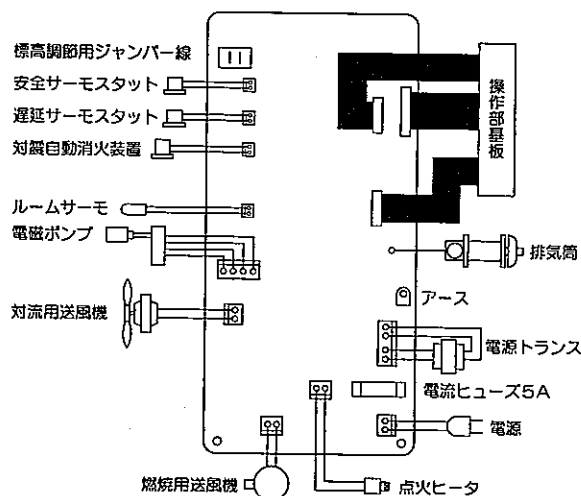 標高調節用ジャンパー線
安全サーモスタット
遅延サーモスタット
対震自動消火装置
ルームサーモ
電磁ポンプ
対流用送風機
操作部基板
排気筒
アース
電源トランス
電流ヒューズ5A
電源
燃焼用送風機
点火ヒータ